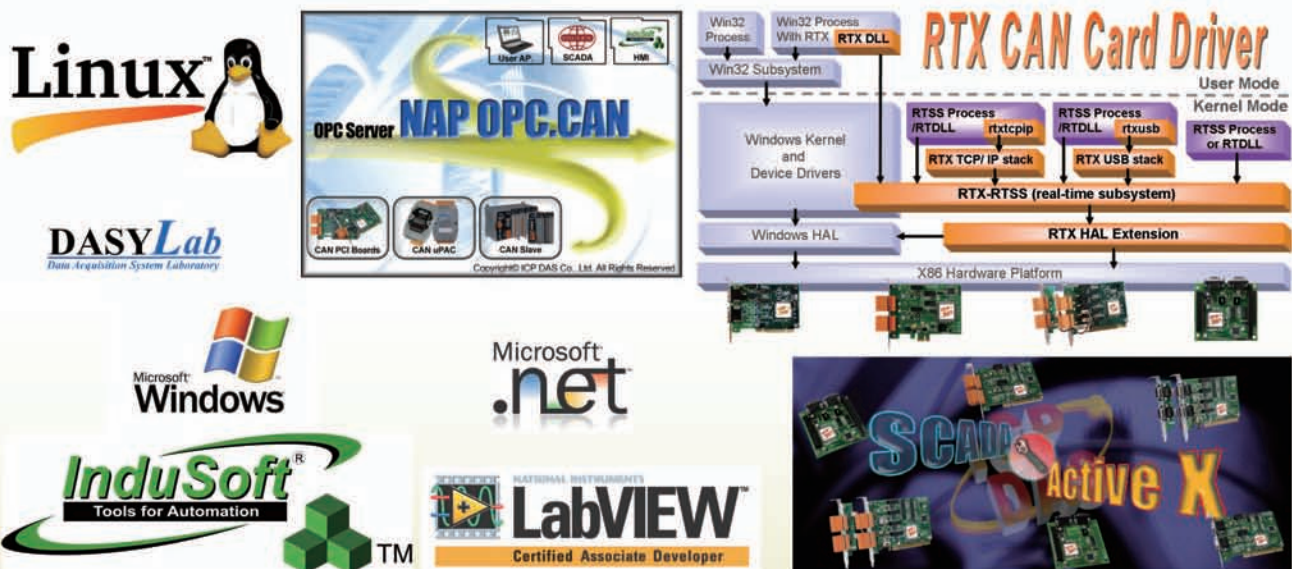 Linux™
User AP.
SCADA
InduSoft
HMI
OPC Server NAP OPC.CAN
CAN PCI Boards
CAN uPAC
CAN Slave
Copyright© ICP DAS Co., Ltd. All Rights Reserved
DASYLab
Data Acquisition System Laboratory
RTX CAN Card Driver
Win32
Process
Win32 Process
With RTX
RTX DLL
Win32 Subsystem
User Mode
Kernel Mode
Windows Kernel
and
Device Drivers
RTSS Process
/RTDLL
rtxtcpip
RTX TCP/ IP stack
RTSS Process
/RTDLL
rtxusb
RTX USB stack
RTSS Process
or RTDLL
RTX-RTSS (real-time subsystem)
Windows HAL
RTX HAL Extension
X86 Hardware Platform
Microsoft®
Windows
Microsoft®
.net™
InduSoft®
Tools for Automation
TM
NATIONAL INSTRUMENTS
LabVIEW™
Certified Associate Developer
SCADA
Active X